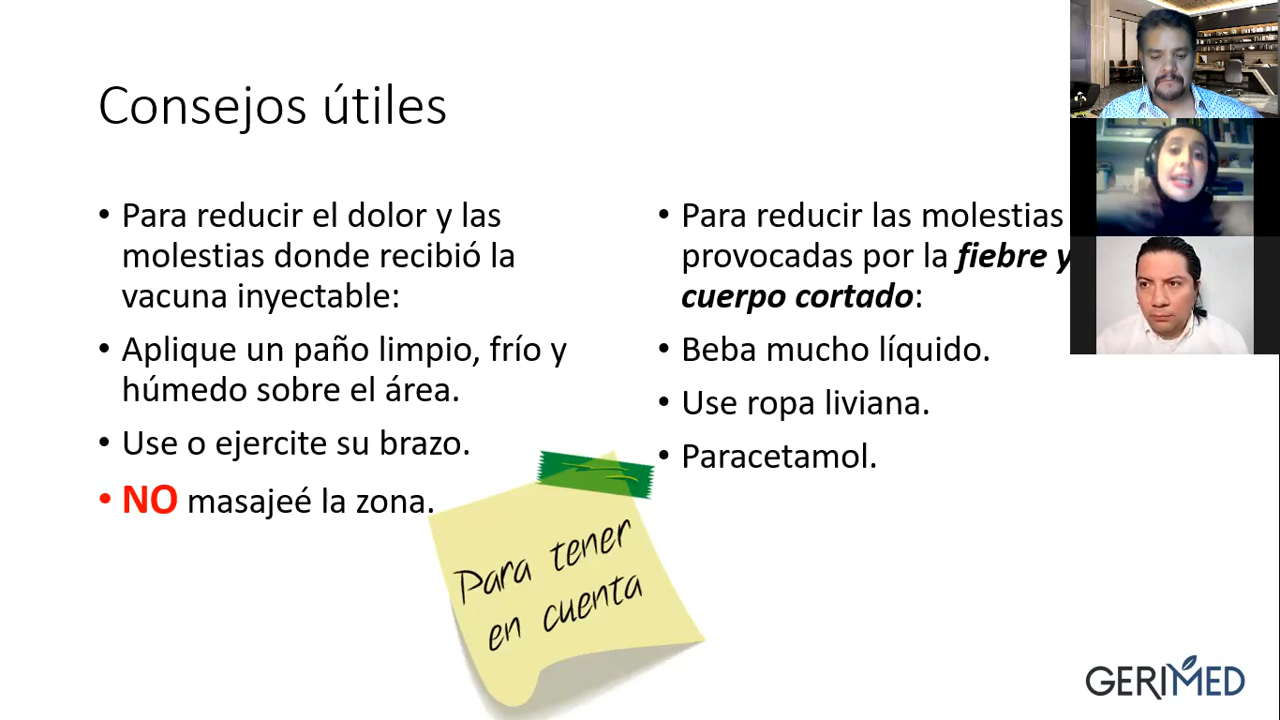 Consejos útiles
• Para reducir el dolor y las
molestias donde recibió la
vacuna inyectable:
• Aplique un paño limpio, frío y
húmedo sobre el área.
• Use o ejercite su brazo.
• NO masajeé la zona.
• Para reducir las molestias
provocadas por la fiebre y
cuerpo cortado:
• Beba mucho líquido.
• Use ropa liviana.
• Paracetamol.
Para tener
en cuenta
GERIMED